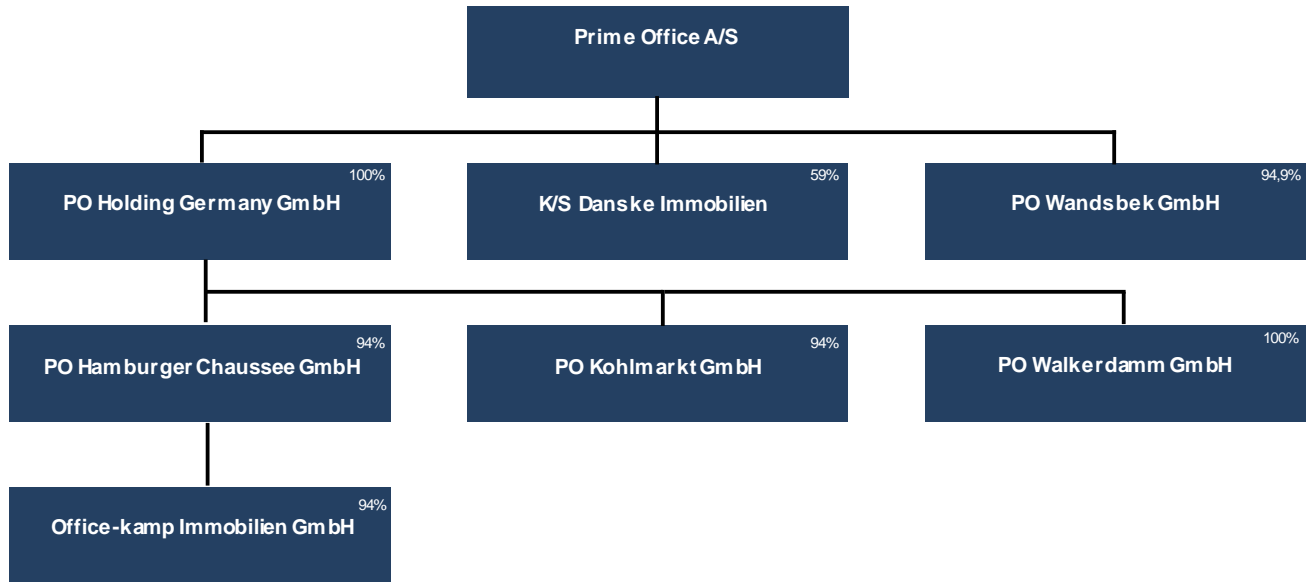 Prime Office A/S
100%
PO Holding Germany GmbH
59%
K/S Danske Immobilien
94,9%
PO Wandsbek GmbH
94%
PO Hamburger Chaussee GmbH
94%
PO Kohlmarkt GmbH
100%
PO Walkerdamm GmbH
94%
Office-kamp Immobilien GmbH